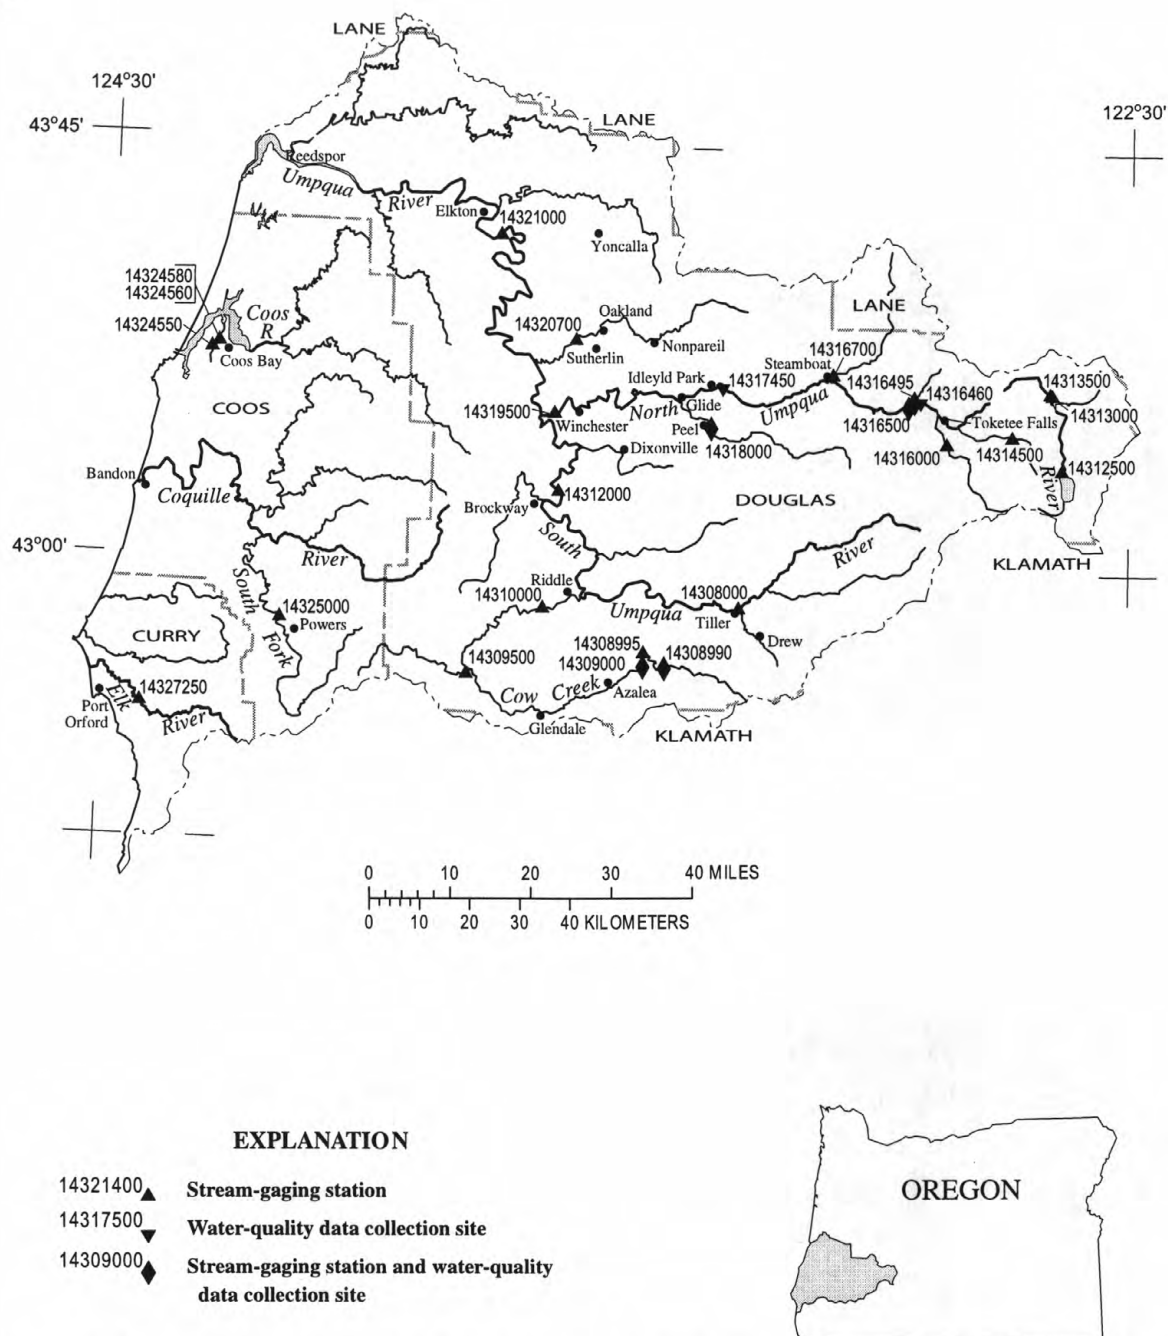 LANE
124°30'
43°45'
LANE
122°30'
Reedspor
Umpqua
River
Elkton
14321000
Yoncalla
14324580
14324560
14324550
Coos
R
Coos Bay
LANE
Oakland
14320700
Sutherlin
Nonpareil
Steamboat
14316700
Idleyld Park
14317450
14316495
14316460
14313500
14313000
COOS
14319500
Winchester
North
Glide
Umpqua
14316500
Toketee Falls
Peel
14318000
Dixonville
14316000
14314500
River
14312500
Bandon
Coquille
14312000
Brockway
DOUGLAS
South
43°00'
River
River
KLAMATH
South
Fork
14325000
Powers
Riddle
14310000
Umpqua
14308000
Tiller
Drew
CURRY
14308995
14309000
14308990
14309500
Cow
Creek
Azalea
Glendale
KLAMATH
Port
Orford
Elk
14327250
River
0 10 20 30 40 MILES
0 10 20 30 40 KILOMETERS
EXPLANATION
14321400 Stream-gaging station
14317500 Water-quality data collection site
14309000 Stream-gaging station and water-quality
data collection site
OREGON